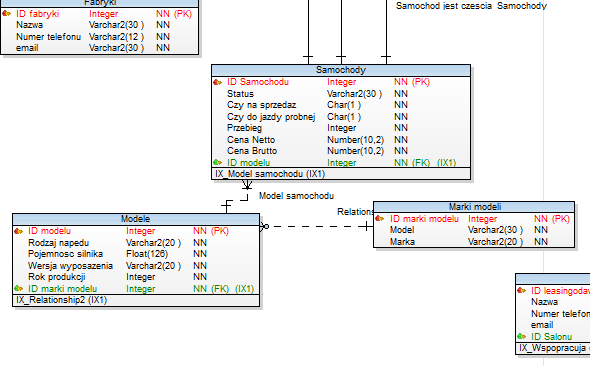 Fabryki
ID fabryki Integer NN (PK)
Nazwa Varchar2(30 ) NN
Numer telefonu Varchar2(12 ) NN
email Varchar2(30 ) NN
Samochod jest czescia Samochody
Samochody
ID Samochodu Integer NN (PK)
Status Varchar2(30 ) NN
Czy na sprzedaz Char(1 ) NN
Czy do jazdy probnej Char(1 ) NN
Przebieg Integer NN
Cena Netto Number(10,2) NN
Cena Brutto Number(10,2) NN
ID modelu Integer NN (FK) (IX1)
IX_Model samochodu (IX1)
Model samochodu
Modele
ID modelu Integer NN (PK)
Rodzaj napedu Varchar2(20 ) NN
Pojemnosc silnika Float(126) NN
Wersja wyposazenia Varchar2(20 ) NN
Rok produkcji Integer NN
ID marki modelu Integer NN (FK) (IX1)
IX_Relationship2 (IX1)
Relations
Marki modeli
ID marki modelu Integer NN (PK)
Model Varchar2(30 ) NN
Marka Varchar2(20 ) NN
ID leasingodaw
Nazwa
Numer telefon
email
ID Salonu
IX_Wspopracuja (